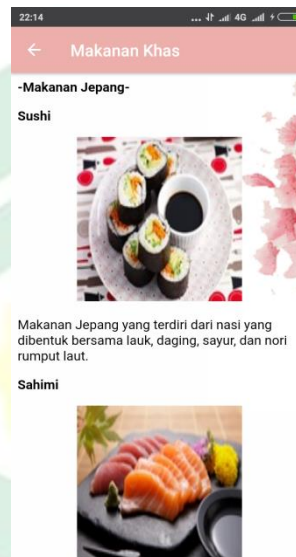 22:14
... 4G
← Makanan Khas
-Makanan Jepang-
Sushi
Makanan Jepang yang terdiri dari nasi yang
dibentuk bersama lauk, daging, sayur, dan nori
rumput laut.
Sahimi